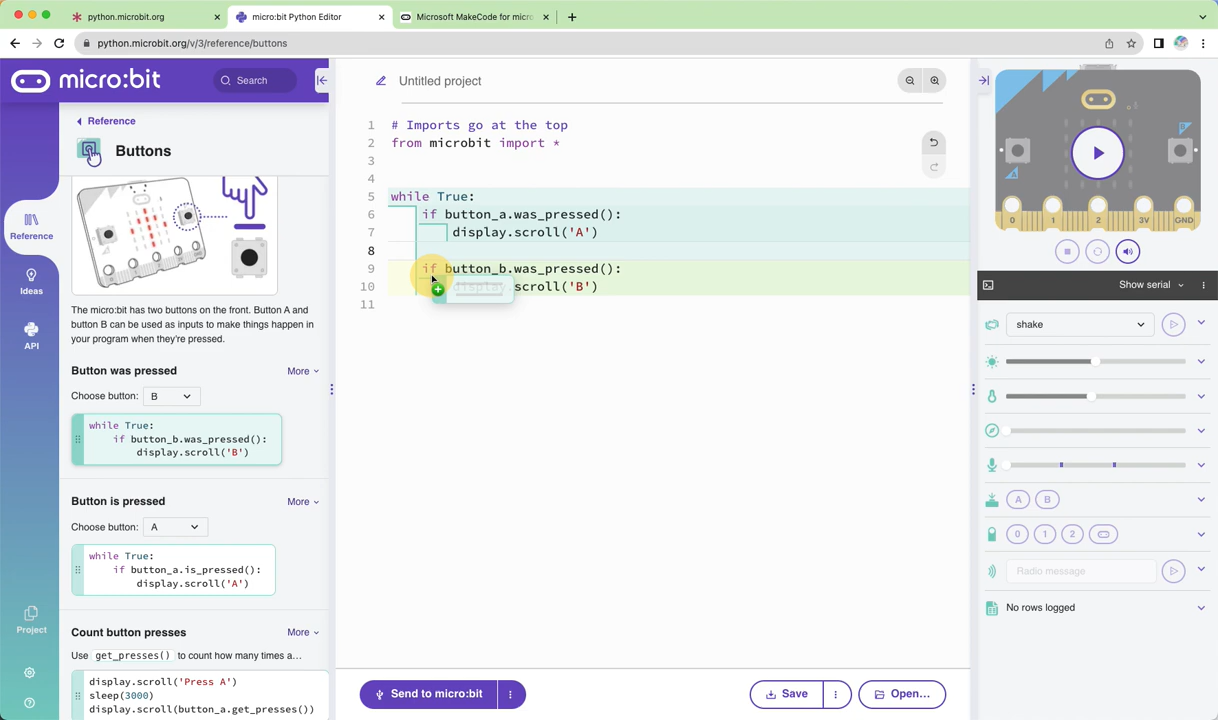 python.microbit.org
micro:bit Python Editor
Microsoft MakeCode for micro
python.microbit.org/v/3/reference/buttons
micro:bit
Search
Reference
Ideas
API
Project
Reference
Buttons
The micro:bit has two buttons on the front. Button A and
button B can be used as inputs to make things happen in
your program when they're pressed.
Button was pressed
More
Choose button: B
while True:
if button_b.was_pressed():
display.scroll('B')
Button is pressed
More
Choose button: A
while True:
if button_a.is_pressed():
display.scroll('A')
Count button presses
More
Use get_presses() to count how many times a...
display.scroll('Press A')
sleep(3000)
display.scroll(button_a.get_presses())
Untitled project
1 # Imports go at the top
2 from microbit import *
3
4
5 while True:
6 if button_a.was_pressed():
7 display.scroll('A')
8
9 if button_b.was_pressed():
10 display.scroll('B')
11
Send to micro:bit
Save
Open...
B
A
0 1 2 3V GND
Show serial
shake
A B
0 1 2
Radio message
No rows logged